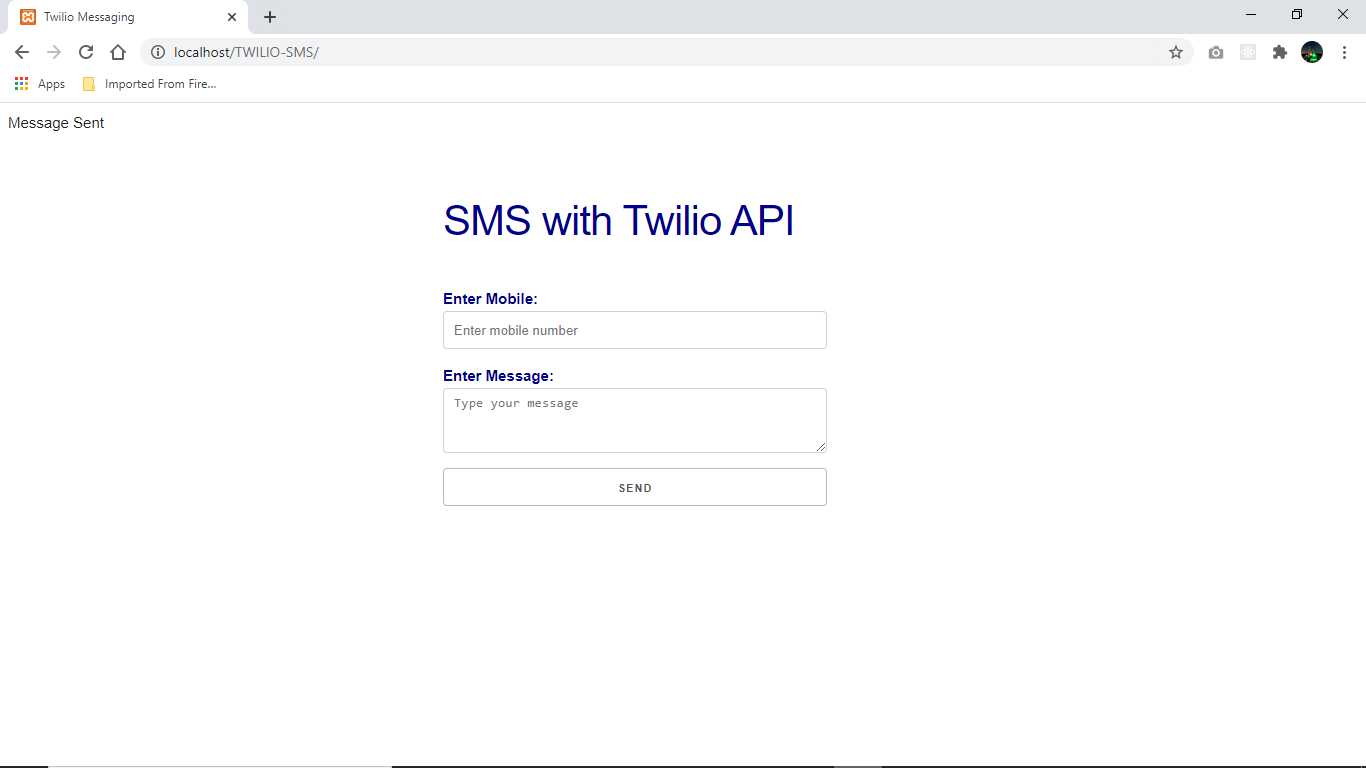 Twilio Messaging
localhost/TWILIO-SMS/
Apps
Imported From Fire...
Message Sent
SMS with Twilio API
Enter Mobile:
Enter mobile number
Enter Message:
Type your message
SEND